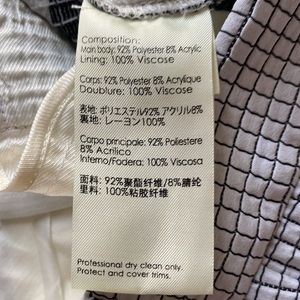 Composition:
Main body: 92% Polyester 8% Acrylic
Lining: 100% Viscose
Corps: 92% Polyester 8% Acrylique
Doublure: 100% Viscose
表地: ポリエステル92% アクリル8%
裏地: レーヨン100%
Corpo principale: 92% Poliestere
8% Acrilico
Interno/Fodera: 100% Viscosa
面料: 92%聚酯纤维/8%腈纶
里料: 100%粘胶纤维
Professional dry clean only
Protect and cover trims.